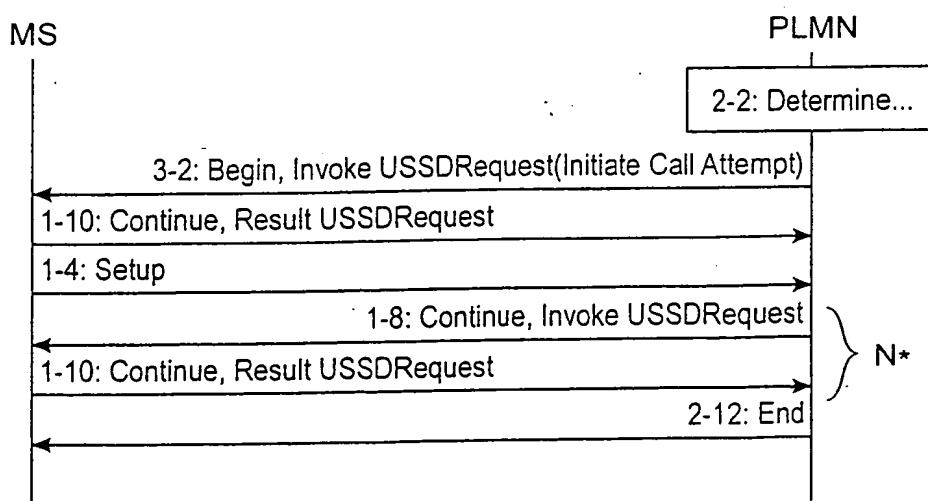 MS
PLMN
2-2: Determine...
3-2: Begin, Invoke USSDRequest(Initiate Call Attempt)
1-10: Continue, Result USSDRequest
1-4: Setup
1-8: Continue, Invoke USSDRequest
N*
1-10: Continue, Result USSDRequest
2-12: End